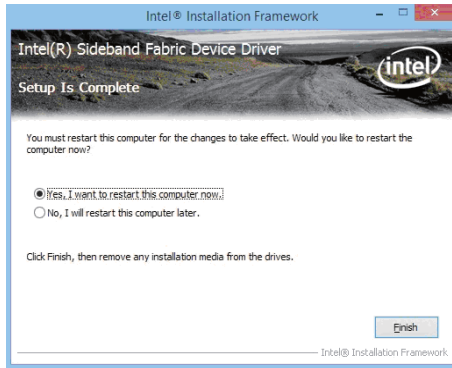 Intel® Installation Framework
Intel(R) Sideband Fabric Device Driver
intel
Setup Is Complete
You must restart this computer for the changes to take effect. Would you like to restart the
computer now?
Yes, I want to restart this computer now.
No, I will restart this computer later.
Click Finish, then remove any installation media from the drives.
Finish
Intel® Installation Framework